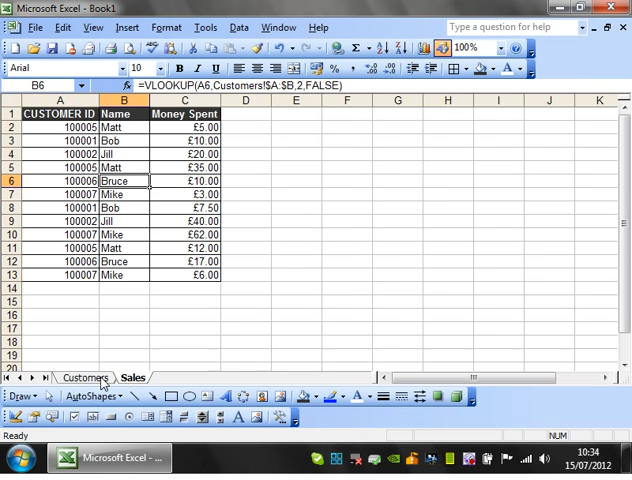 Microsoft Excel - Book1
File Edit View Insert Format Tools Data Window Help Type a question for help
100%
Arial 10 B I U
B6 fx =VLOOKUP(A6,Customers!$A:$B,2,FALSE)
A B C D E F G H I J K
1 CUSTOMER ID Name Money Spent
2 100005 Matt £5.00
3 100001 Bob £10.00
4 100002 Jill £20.00
5 100005 Matt £35.00
6 100006 Bruce £10.00
7 100007 Mike £3.00
8 100001 Bob £7.50
9 100002 Jill £40.00
10 100007 Mike £62.00
11 100005 Matt £12.00
12 100006 Bruce £17.00
13 100007 Mike £6.00
14
15
16
17
18
19
20
Customers Sales
Draw AutoShapes
Ready NUM
Microsoft Excel - ... 10:34
15/07/2012